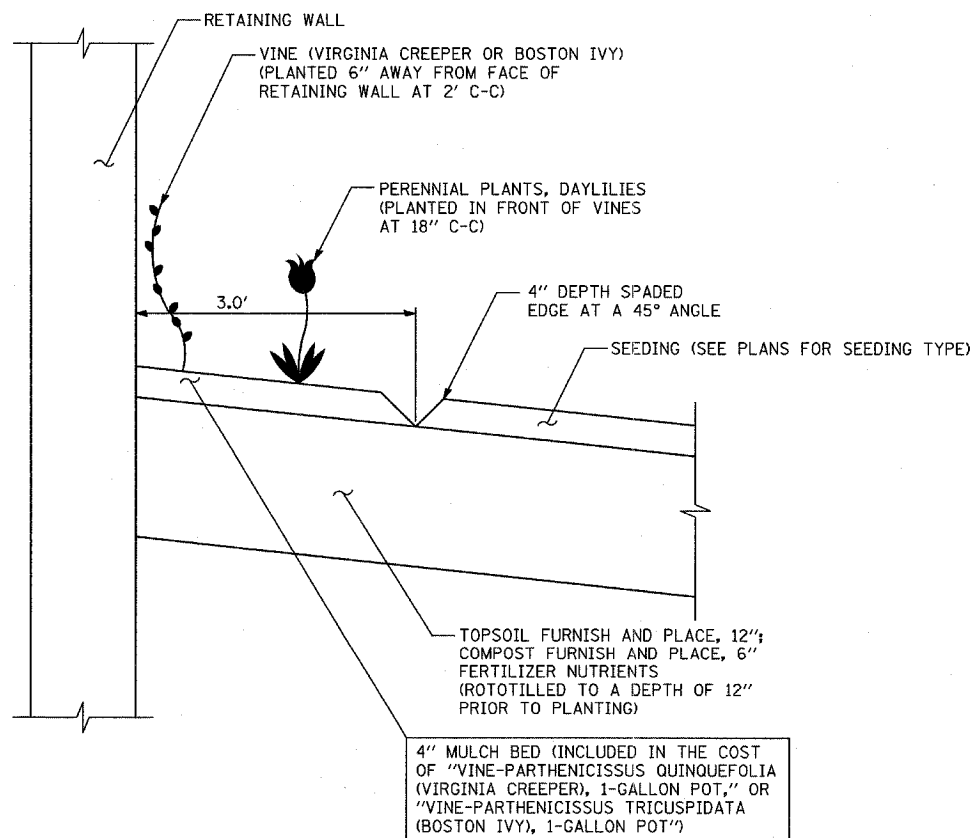 RETAINING WALL
VINE (VIRGINIA CREEPER OR BOSTON IVY)
(PLANTED 6" AWAY FROM FACE OF
RETAINING WALL AT 2' C-C)
PERENNIAL PLANTS, DAYLILIES
(PLANTED IN FRONT OF VINES
AT 18" C-C)
3.0'
4" DEPTH SPADED
EDGE AT A 45° ANGLE
SEEDING (SEE PLANS FOR SEEDING TYPE)
TOPSOIL FURNISH AND PLACE, 12";
COMPOST FURNISH AND PLACE, 6"
FERTILIZER NUTRIENTS
(ROTOTILLED TO A DEPTH OF 12"
PRIOR TO PLANTING)
4" MULCH BED (INCLUDED IN THE COST
OF "VINE-PARTHENICISSUS QUINQUEFOLIA
(VIRGINIA CREEPER), 1-GALLON POT," OR
"VINE-PARTHENICISSUS TRICUSPIDATA
(BOSTON IVY), 1-GALLON POT")